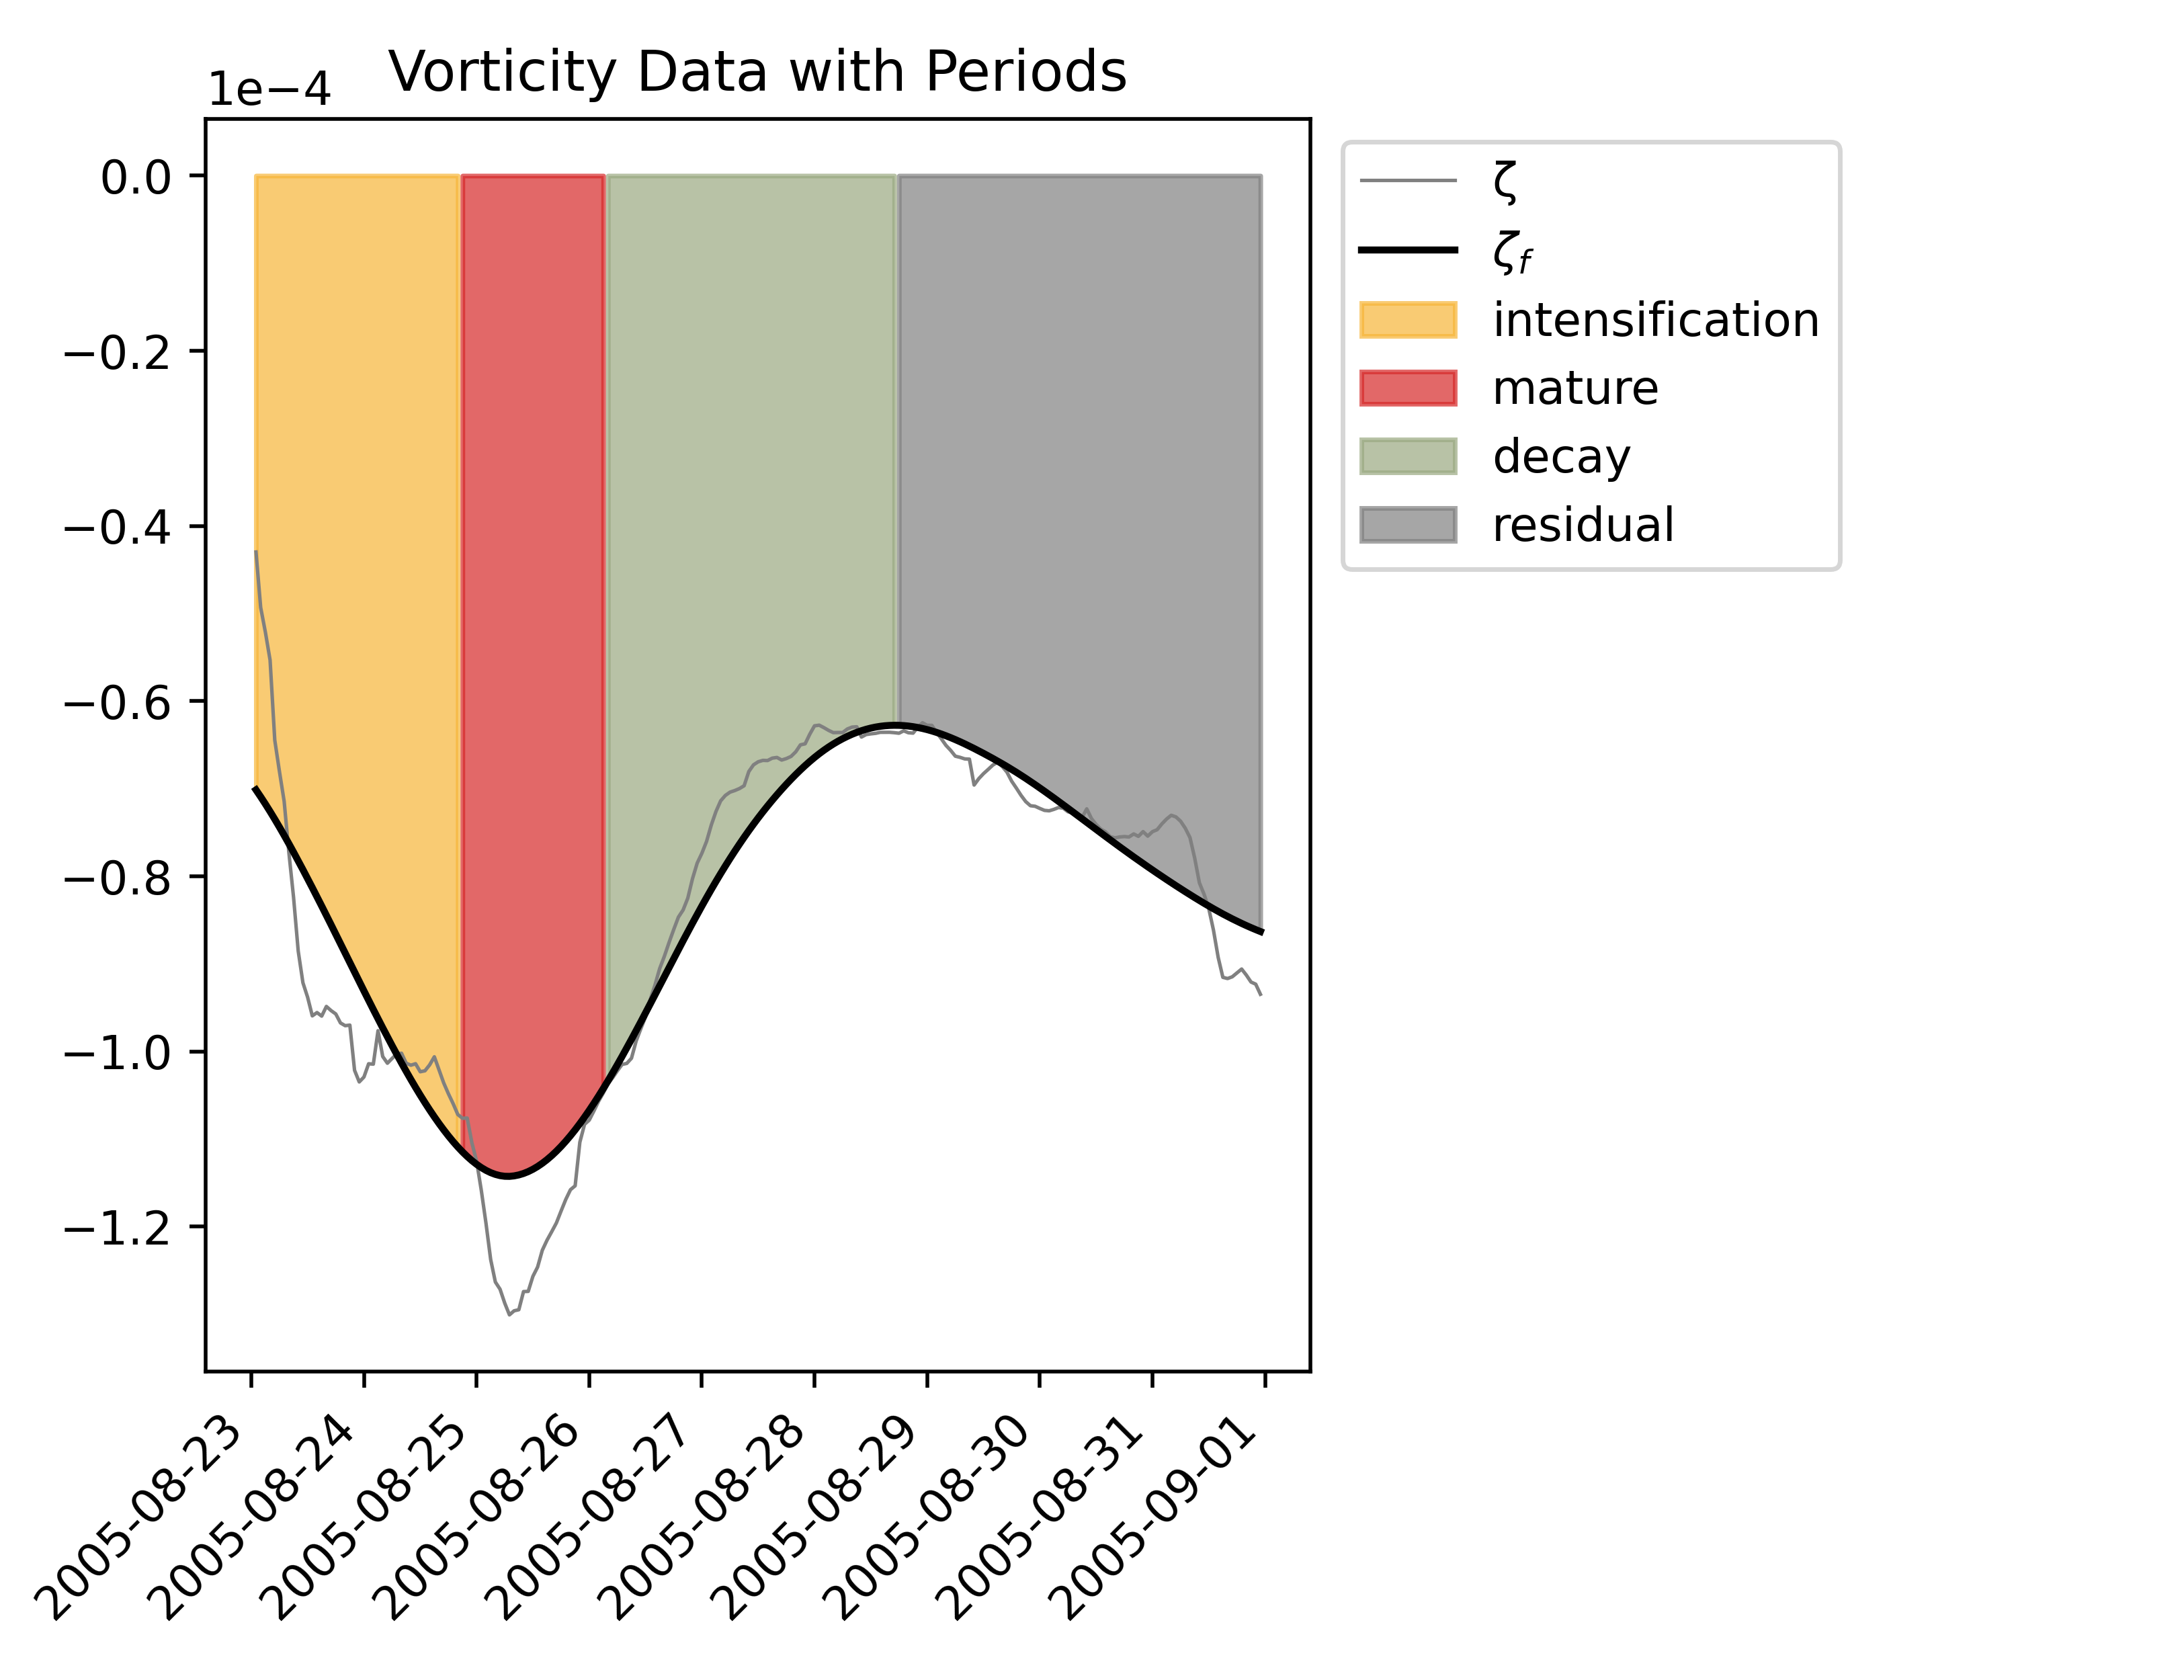 Vorticity Data with Periods
1e−4
0.0
−0.2
−0.4
−0.6
−0.8
−1.0
−1.2
2005-08-23
2005-08-24
2005-08-25
2005-08-26
2005-08-27
2005-08-28
2005-08-29
2005-08-30
2005-08-31
2005-09-01
ζ
ζf
intensification
mature
decay
residual